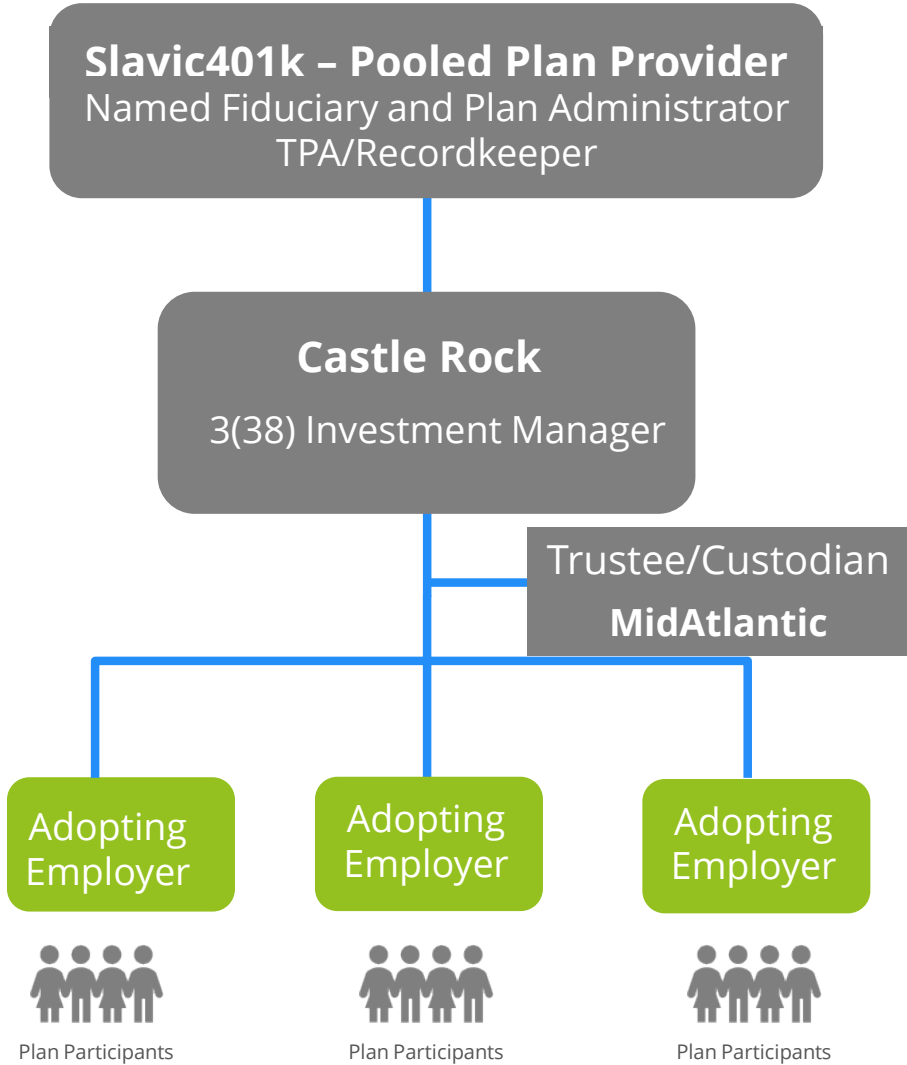 Slavic401k – Pooled Plan Provider
Named Fiduciary and Plan Administrator
TPA/Recordkeeper
Castle Rock
3(38) Investment Manager
Trustee/Custodian
MidAtlantic
Adopting
Employer
Adopting
Employer
Adopting
Employer
Plan Participants
Plan Participants
Plan Participants